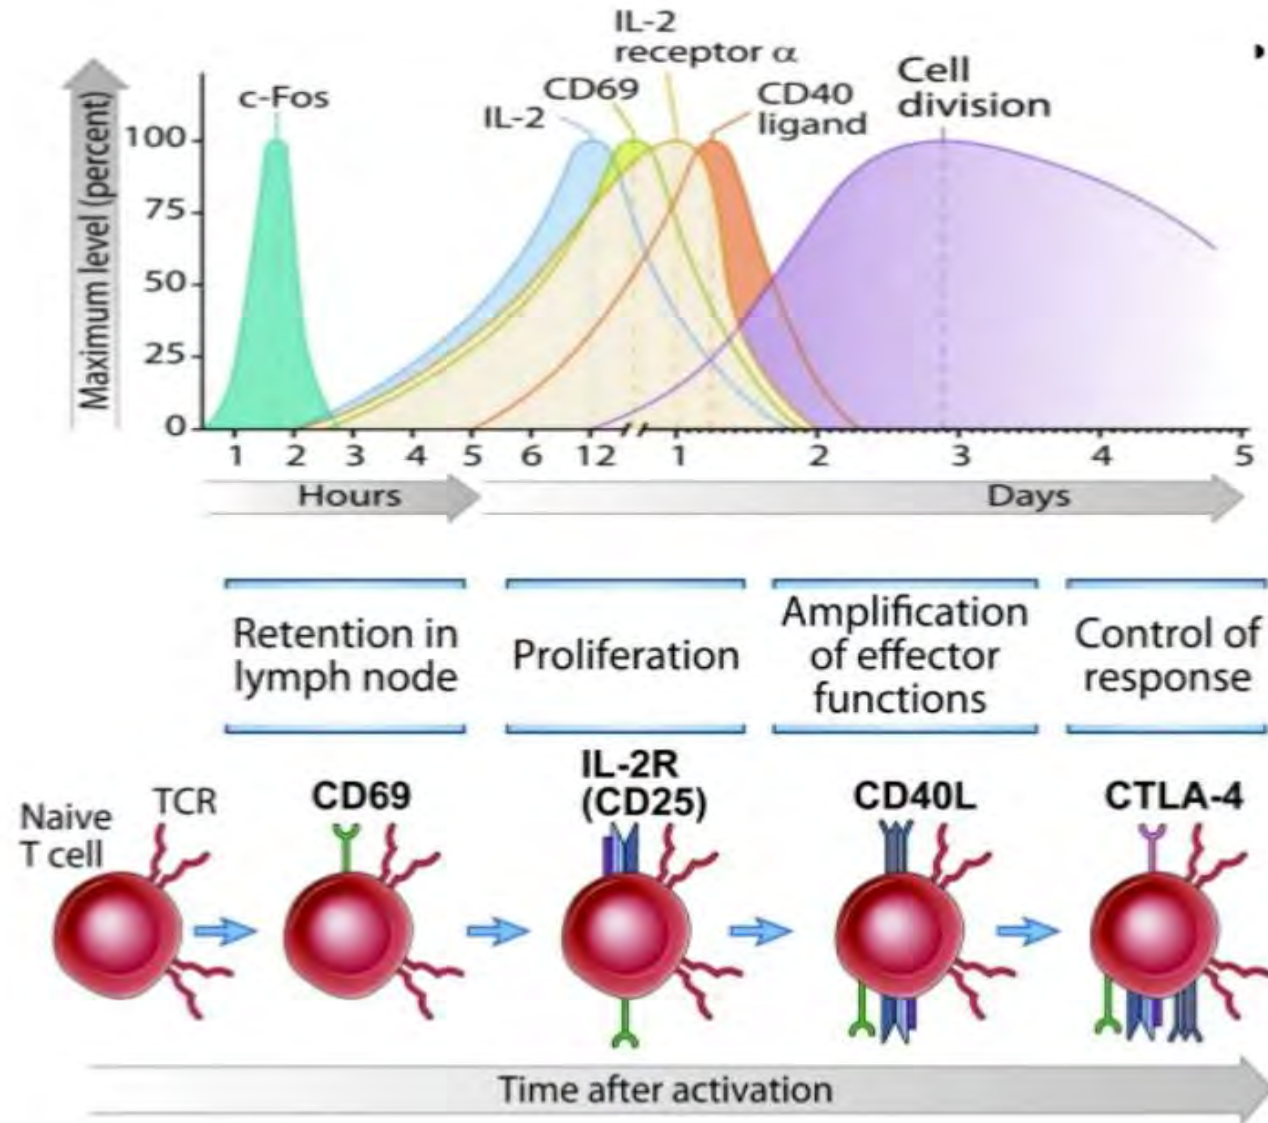 IL-2
receptor α
CD69
IL-2
c-Fos
CD40
ligand
Cell
division
Maximum level (percent)
100
75
50
25
0
1 2 3 4 5 6 12 1 2 3 4 5
Hours
Days
Retention in
lymph node
Proliferation
Amplification
of effector
functions
Control of
response
Naive
T cell
TCR
CD69
IL-2R
(CD25)
CD40L
CTLA-4
Time after activation